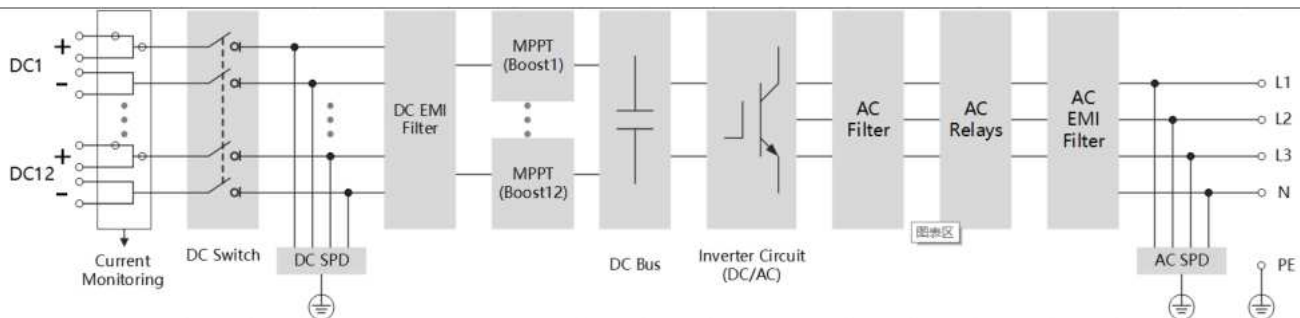 +
DC1
-
+
DC12
-
Current
Monitoring
DC Switch
DC SPD
DC EMI
Filter
MPPT
(Boost1)
MPPT
(Boost12)
DC Bus
Inverter Circuit
(DC/AC)
AC
Filter
AC
Relays
图表区
AC
EMI
Filter
AC SPD
L1
L2
L3
N
PE